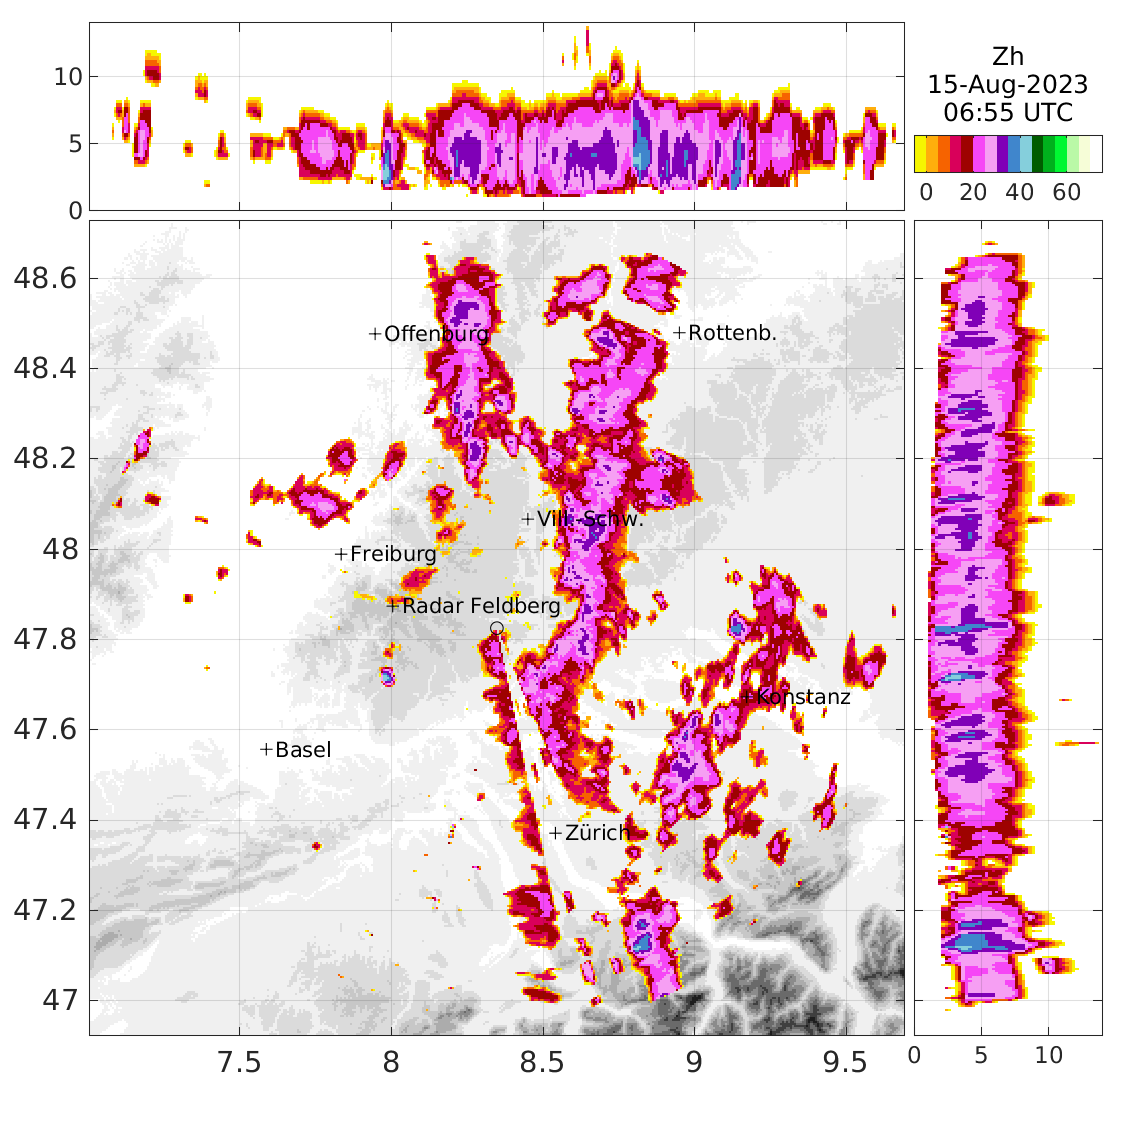 Zh
15-Aug-2023
06:55 UTC
0 20 40 60
10
5
0
48.6
48.4
48.2
48
47.8
47.6
47.4
47.2
47
+Offenburg
+Rottenb.
+Vill.-Schw.
+Freiburg
+Radar Feldberg
+Konstanz
+Basel
+Zürich
7.5 8 8.5 9 9.5
0 5 10